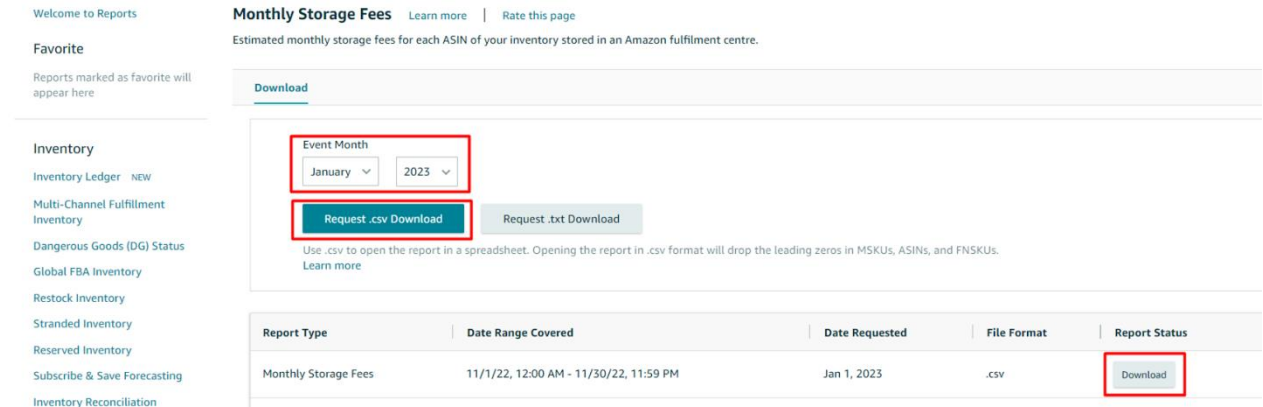 Welcome to Reports
Favorite
Reports marked as favorite will
appear here
Inventory
Inventory Ledger NEW
Multi-Channel Fulfillment
Inventory
Dangerous Goods (DG) Status
Global FBA Inventory
Restock Inventory
Stranded Inventory
Reserved Inventory
Subscribe & Save Forecasting
Inventory Reconciliation
Monthly Storage Fees Learn more | Rate this page
Estimated monthly storage fees for each ASIN of your inventory stored in an Amazon fulfilment centre.
Download
Event Month
January 2023
Request .csv Download Request .txt Download
Use .csv to open the report in a spreadsheet. Opening the report in .csv format will drop the leading zeros in MSKUs, ASINs, and FNSKUs.
Learn more
Report Type Date Range Covered Date Requested File Format Report Status
Monthly Storage Fees 11/1/22, 12:00 AM - 11/30/22, 11:59 PM Jan 1, 2023 .csv Download